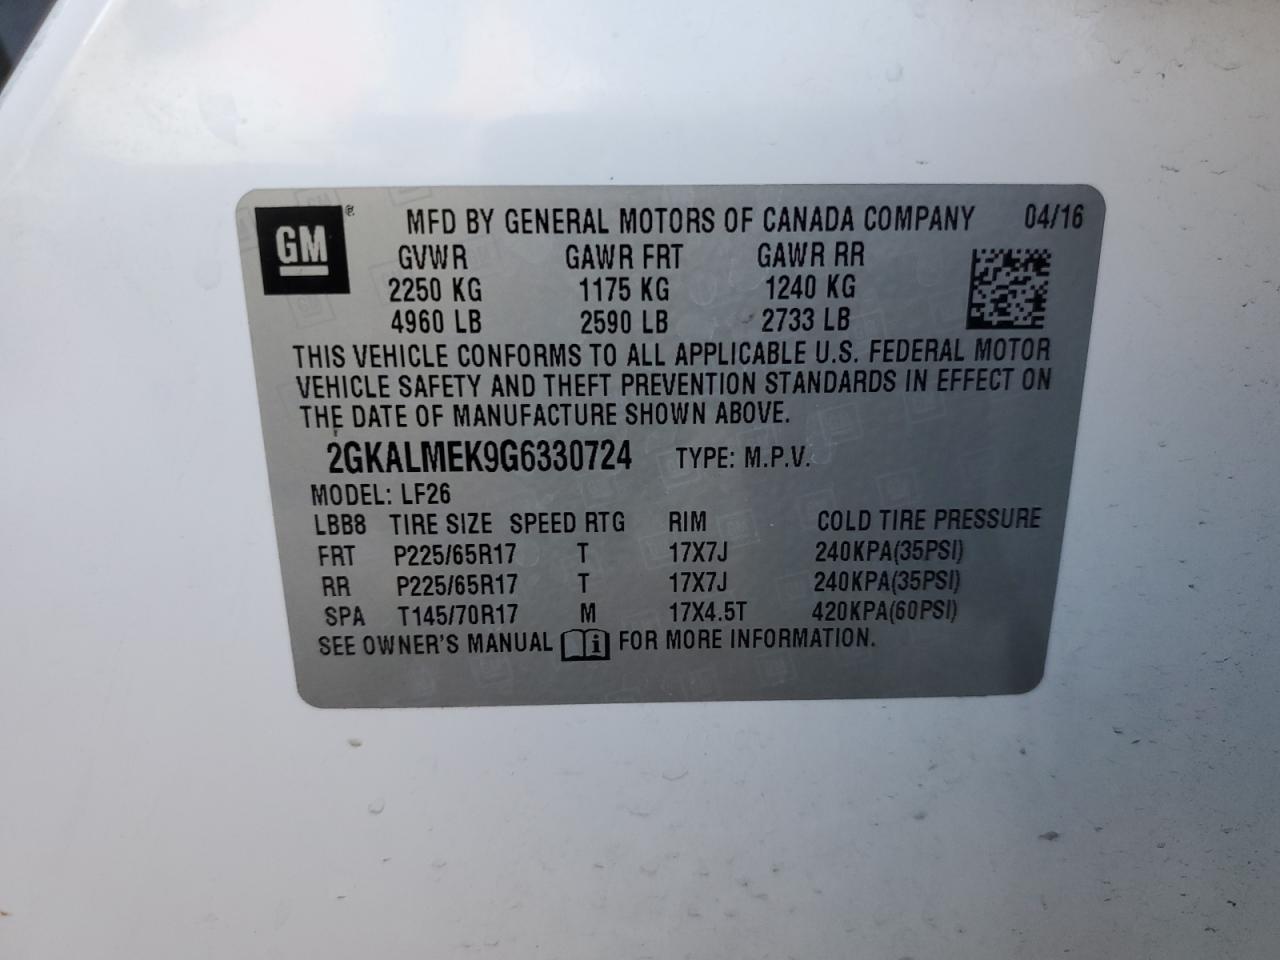 GM ® MFD BY GENERAL MOTORS OF CANADA COMPANY 04/16
GVWR GAWR FRT GAWR RR
2250 KG 1175 KG 1240 KG
4960 LB 2590 LB 2733 LB
THIS VEHICLE CONFORMS TO ALL APPLICABLE U.S. FEDERAL MOTOR
VEHICLE SAFETY AND THEFT PREVENTION STANDARDS IN EFFECT ON
THE DATE OF MANUFACTURE SHOWN ABOVE.
2GKALMEK9G6330724 TYPE: M.P.V.
MODEL: LF26
LBB8 TIRE SIZE SPEED RTG RIM COLD TIRE PRESSURE
FRT P225/65R17 T 17X7J 240KPA(35PSI)
RR P225/65R17 T 17X7J 240KPA(35PSI)
SPA T145/70R17 M 17X4.5T 420KPA(60PSI)
SEE OWNER'S MANUAL i FOR MORE INFORMATION.